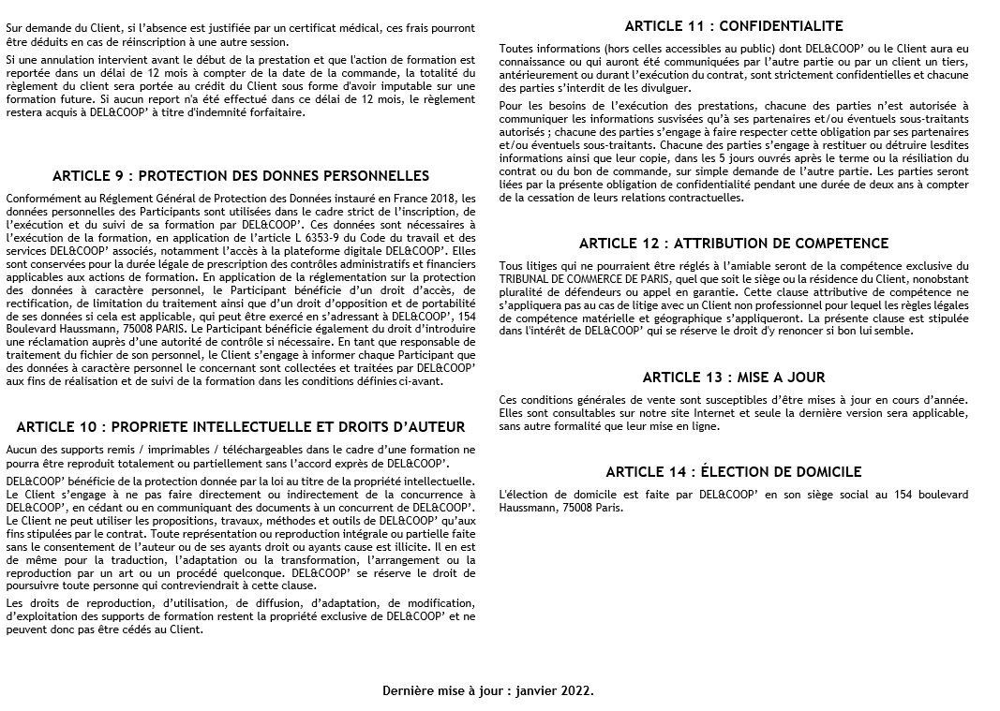 Sur demande du Client, si l'absence est justifiée par un certificat médical, ces frais pourront
être déduits en cas de réinscription à une autre session.
Si une annulation intervient avant le début de la prestation et que l'action de formation est
reportée dans un délai de 12 mois à compter de la date de la commande, la totalité du
règlement du client sera portée au crédit du Client sous forme d'avoir imputable sur une
formation future. Si aucun report n'a été effectué dans ce délai de 12 mois, le règlement
restera acquis à DEL&COOP' à titre d'indemnité forfaitaire.
ARTICLE 9 : PROTECTION DES DONNES PERSONNELLES
Conformément au Réglement Général de Protection des Données instauré en France 2018, les
données personnelles des Participants sont utilisées dans le cadre strict de l'inscription, de
l'exécution et du suivi de sa formation par DEL&COOP'. Ces données sont nécessaires à
l'exécution de la formation, en application de l'article L 6353-9 du Code du travail et des
services DEL&COOP' associés, notamment l'accès à la plateforme digitale DEL&COOP'. Elles
sont conservées pour la durée légale de prescription des contrôles administratifs et financiers
applicables aux actions de formation. En application de la réglementation sur la protection
des données à caractère personnel, le Participant bénéficie d'un droit d'accès, de
rectification, de limitation du traitement ainsi que d'un droit d'opposition et de portabilité
de ses données si cela est applicable, qui peut être exercé en s'adressant à DEL&COOP', 154
Boulevard Haussmann, 75008 PARIS. Le Participant bénéficie également du droit d'introduire
une réclamation auprès d'une autorité de contrôle si nécessaire. En tant que responsable de
traitement du fichier de son personnel, le Client s'engage à informer chaque Participant que
des données à caractère personnel le concernant sont collectées et traitées par DEL&COOP'
aux fins de réalisation et de suivi de la formation dans les conditions définies ci-avant.
ARTICLE 10 : PROPRIETE INTELLECTUELLE ET DROITS D'AUTEUR
Aucun des supports remis / imprimables / téléchargeables dans le cadre d'une formation ne
pourra être reproduit totalement ou partiellement sans l'accord exprès de DEL&COOP'.
DEL&COOP' bénéficie de la protection donnée par la loi au titre de la propriété intellectuelle.
Le Client s'engage à ne pas faire directement ou indirectement de la concurrence à
DEL&COOP', en cédant ou en communiquant des documents à un concurrent de DEL&COOP'.
Le Client ne peut utiliser les propositions, travaux, méthodes et outils de DEL&COOP' qu'aux
fins stipulées par le contrat. Toute représentation ou reproduction intégrale ou partielle faite
sans le consentement de l'auteur ou de ses ayants droit ou ayants cause est illicite. Il en est
de même pour la traduction, l'adaptation ou la transformation, l'arrangement ou la
reproduction par un art ou un procédé quelconque. DEL&COOP' se réserve le droit de
poursuivre toute personne qui contreviendrait à cette clause.
Les droits de reproduction, d'utilisation, de diffusion, d'adaptation, de modification,
d'exploitation des supports de formation restent la propriété exclusive de DEL&COOP' et ne
peuvent donc pas être cédés au Client.
ARTICLE 11 : CONFIDENTIALITE
Toutes informations (hors celles accessibles au public) dont DEL&COOP' ou le Client aura eu
connaissance ou qui auront été communiquées par l'autre partie ou par un client un tiers,
antérieurement ou durant l'exécution du contrat, sont strictement confidentielles et chacune
des parties s'interdit de les divulguer.
Pour les besoins de l'exécution des prestations, chacune des parties n'est autorisée à
communiquer les informations susvisées qu'à ses partenaires et/ou éventuels sous-traitants
autorisés ; chacune des parties s'engage à faire respecter cette obligation par ses partenaires
et/ou éventuels sous-traitants. Chacune des parties s'engage à restituer ou détruire lesdites
informations ainsi que leur copie, dans les 5 jours ouvrés après le terme ou la résiliation du
contrat ou du bon de commande, sur simple demande de l'autre partie. Les parties seront
liées par la présente obligation de confidentialité pendant une durée de deux ans à compter
de la cessation de leurs relations contractuelles.
ARTICLE 12 : ATTRIBUTION DE COMPETENCE
Tous litiges qui ne pourraient être réglés à l'amiable seront de la compétence exclusive du
TRIBUNAL DE COMMERCE DE PARIS, quel que soit le siège ou la résidence du Client, nonobstant
pluralité de défendeurs ou appel en garantie. Cette clause attributive de compétence ne
s'appliquera pas au cas de litige avec un Client non professionnel pour lequel les règles légales
de compétence matérielle et géographique s'appliqueront. La présente clause est stipulée
dans l'intérêt de DEL&COOP' qui se réserve le droit d'y renoncer si bon lui semble.
ARTICLE 13 : MISE A JOUR
Ces conditions générales de vente sont susceptibles d'être mises à jour en cours d'année.
Elles sont consultables sur notre site Internet et seule la dernière version sera applicable,
sans autre formalité que leur mise en ligne.
ARTICLE 14 : ÉLECTION DE DOMICILE
L'élection de domicile est faite par DEL&COOP' en son siège social au 154 boulevard
Haussmann, 75008 Paris.
Dernière mise à jour : janvier 2022.